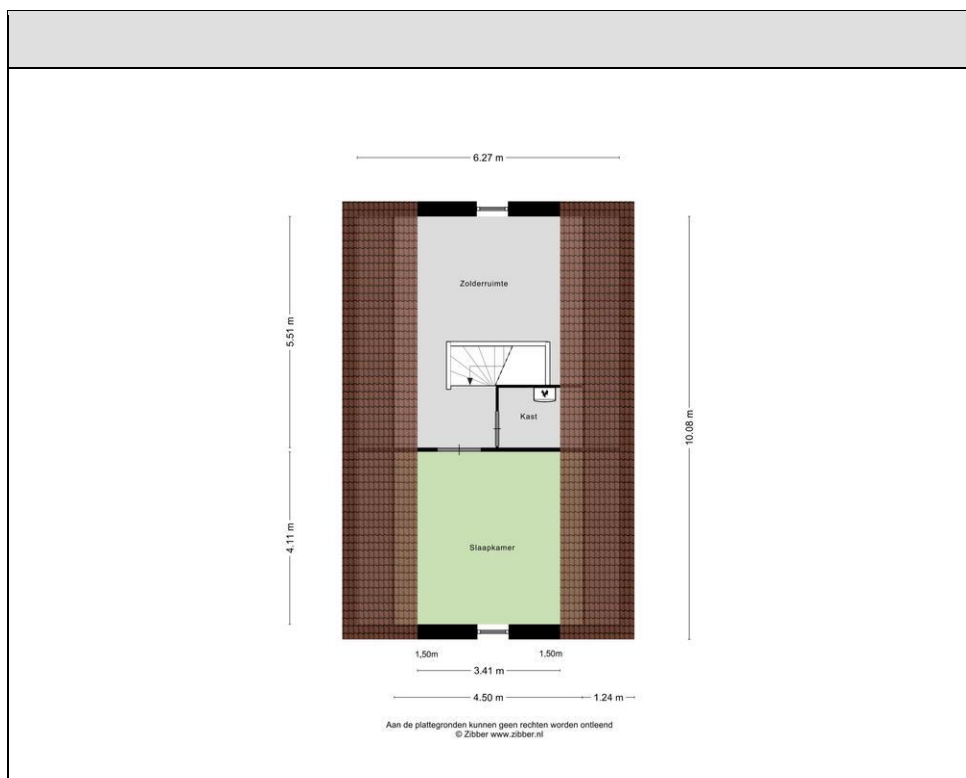 6.27 m
Zolderruimte
5.51 m
10.08 m
Kast
4.11 m
Slaapkamer
1,50m
1,50m
3.41 m
4.50 m
1.24 m
Aan de plattegronden kunnen geen rechten worden ontleend
© Zibber www.zibber.nl